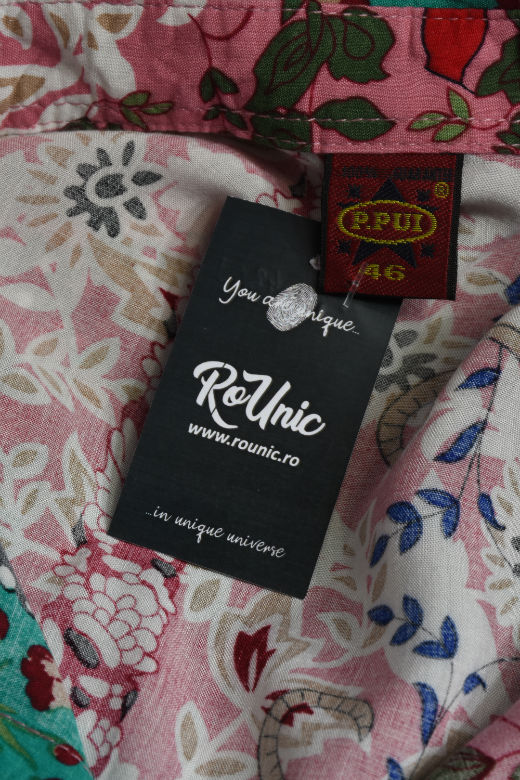 P.PUI ®
46
You are unique...
RoUnic
www.rounic.ro
...in unique universe